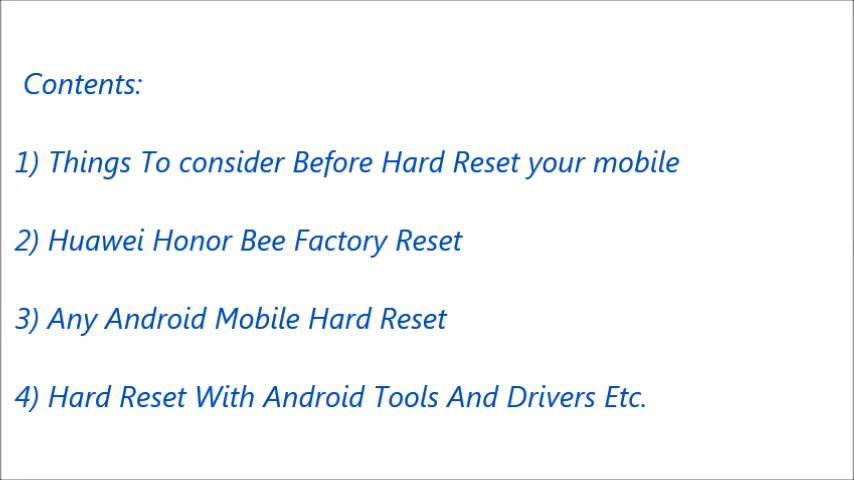 Contents:
1) Things To consider Before Hard Reset your mobile
2) Huawei Honor Bee Factory Reset
3) Any Android Mobile Hard Reset
4) Hard Reset With Android Tools And Drivers Etc.